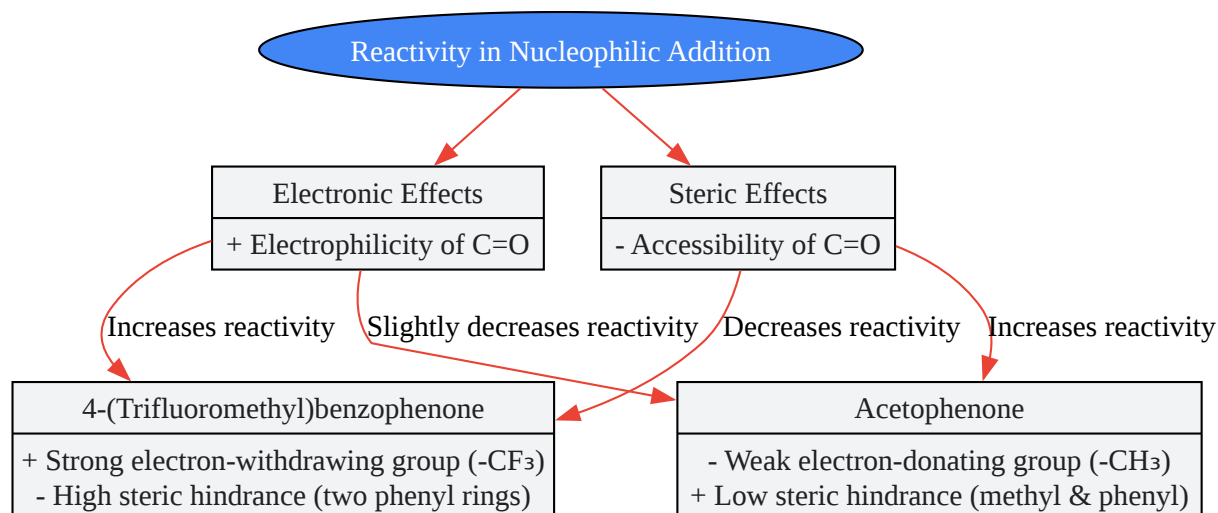 Reactivity in Nucleophilic Addition
Electronic Effects
+ Electrophilicity of C=O
Steric Effects
- Accessibility of C=O
Increases reactivity
Slightly decreases reactivity
Decreases reactivity
Increases reactivity
4-(Trifluoromethyl)benzophenone
+ Strong electron-withdrawing group (-CF₃)
- High steric hindrance (two phenyl rings)
Acetophenone
- Weak electron-donating group (-CH₃)
+ Low steric hindrance (methyl & phenyl)